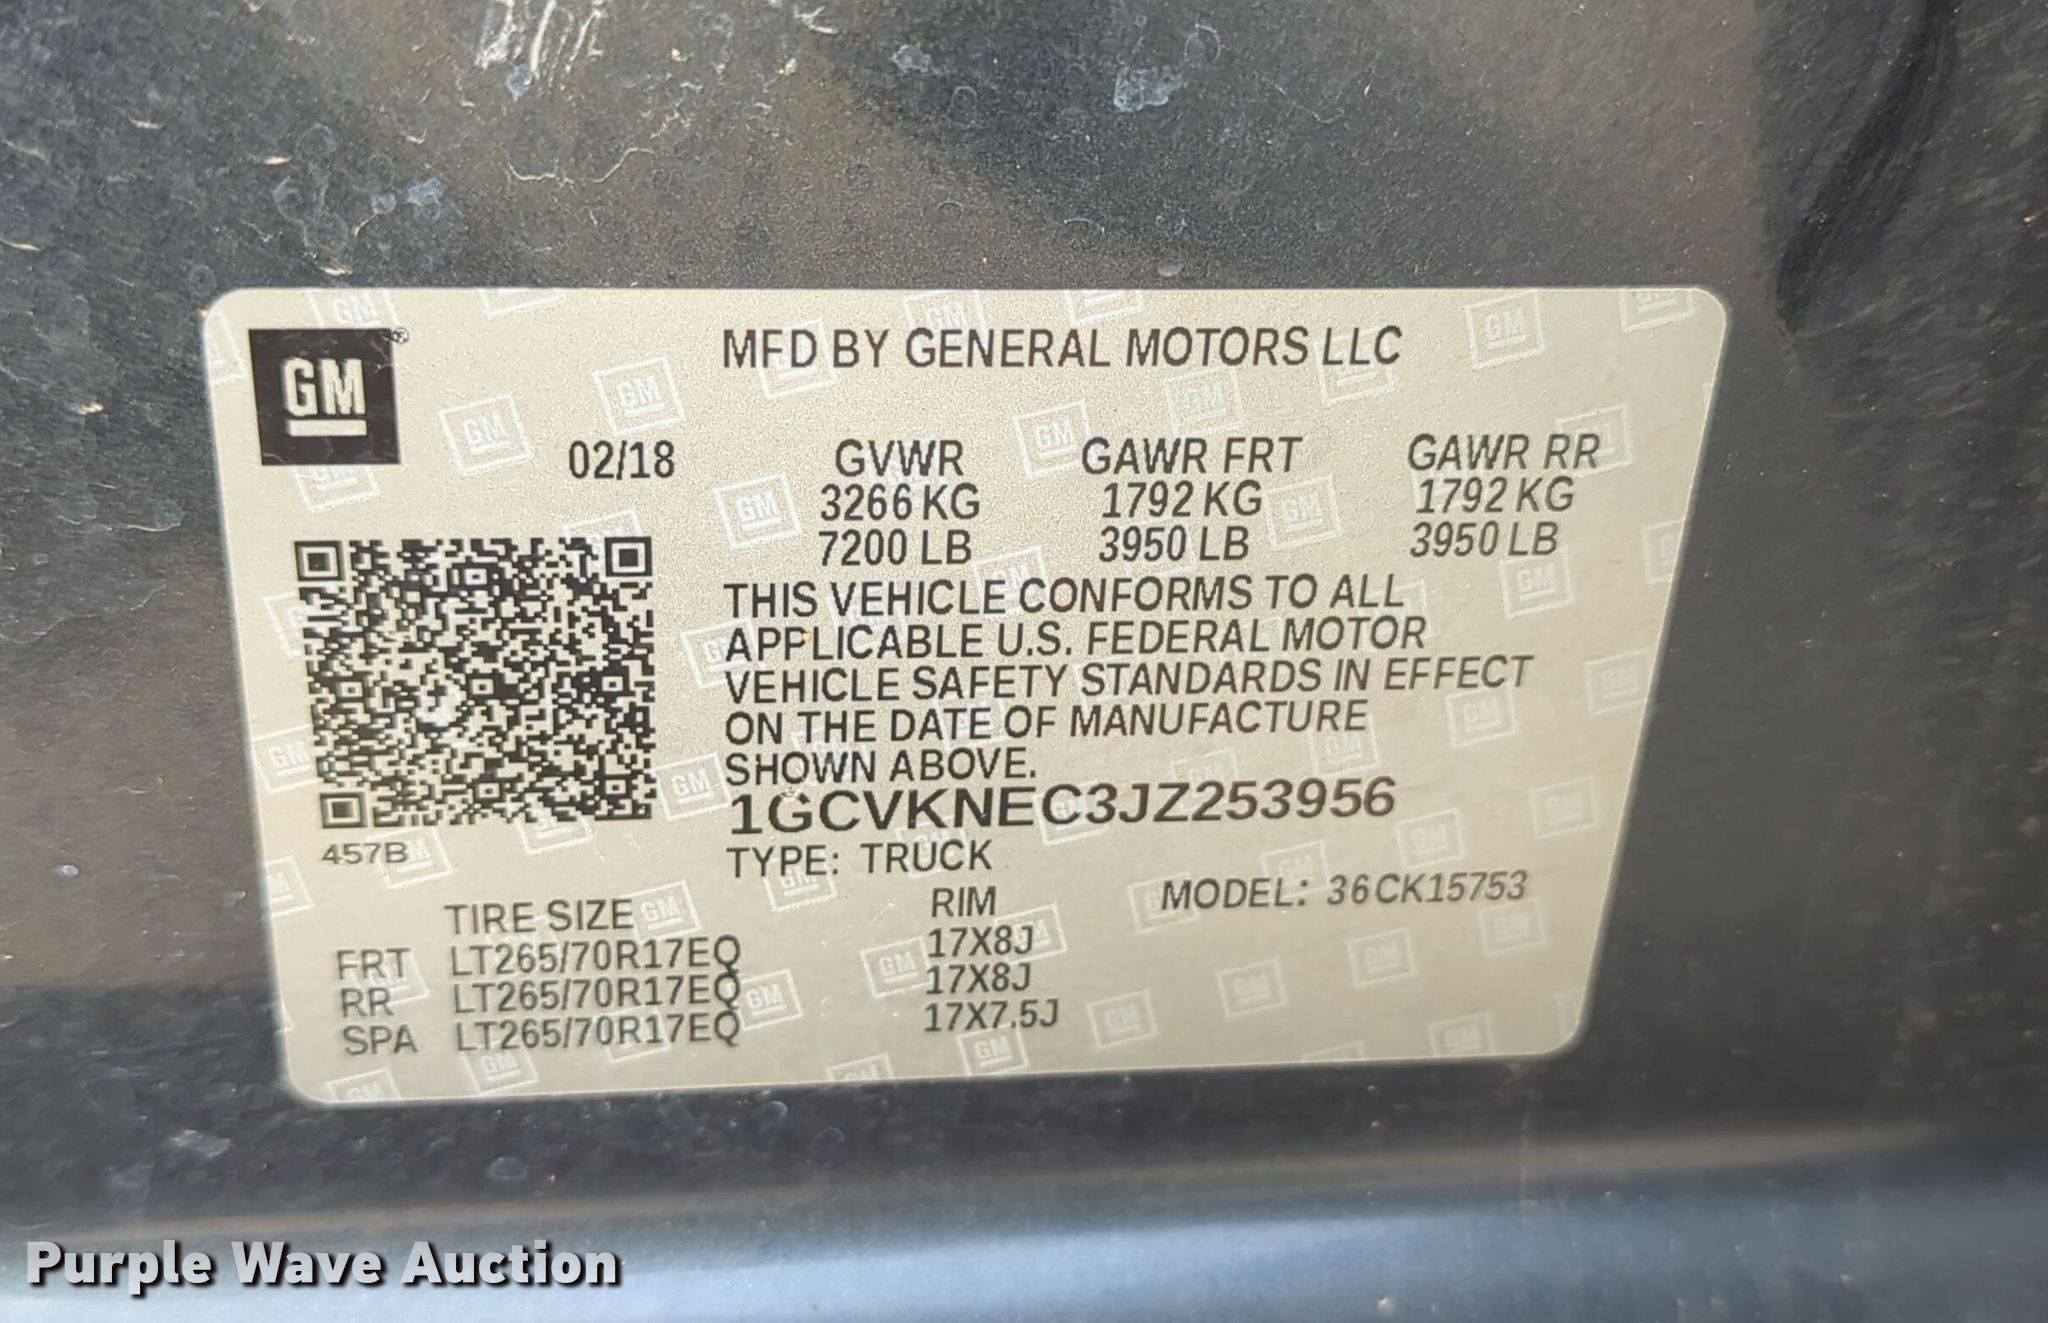 GM®
MFD BY GENERAL MOTORS LLC
02/18 GVWR GAWR FRT GAWR RR
3266 KG 1792 KG 1792 KG
7200 LB 3950 LB 3950 LB
THIS VEHICLE CONFORMS TO ALL
APPLICABLE U.S. FEDERAL MOTOR
VEHICLE SAFETY STANDARDS IN EFFECT
ON THE DATE OF MANUFACTURE
SHOWN ABOVE.
1GCVKNEC3JZ253956
457B TYPE: TRUCK
MODEL: 36CK15753
TIRE SIZE RIM
FRT LT265/70R17EQ 17X8J
RR LT265/70R17EQ 17X8J
SPA LT265/70R17EQ 17X7.5J
Purple Wave Auction